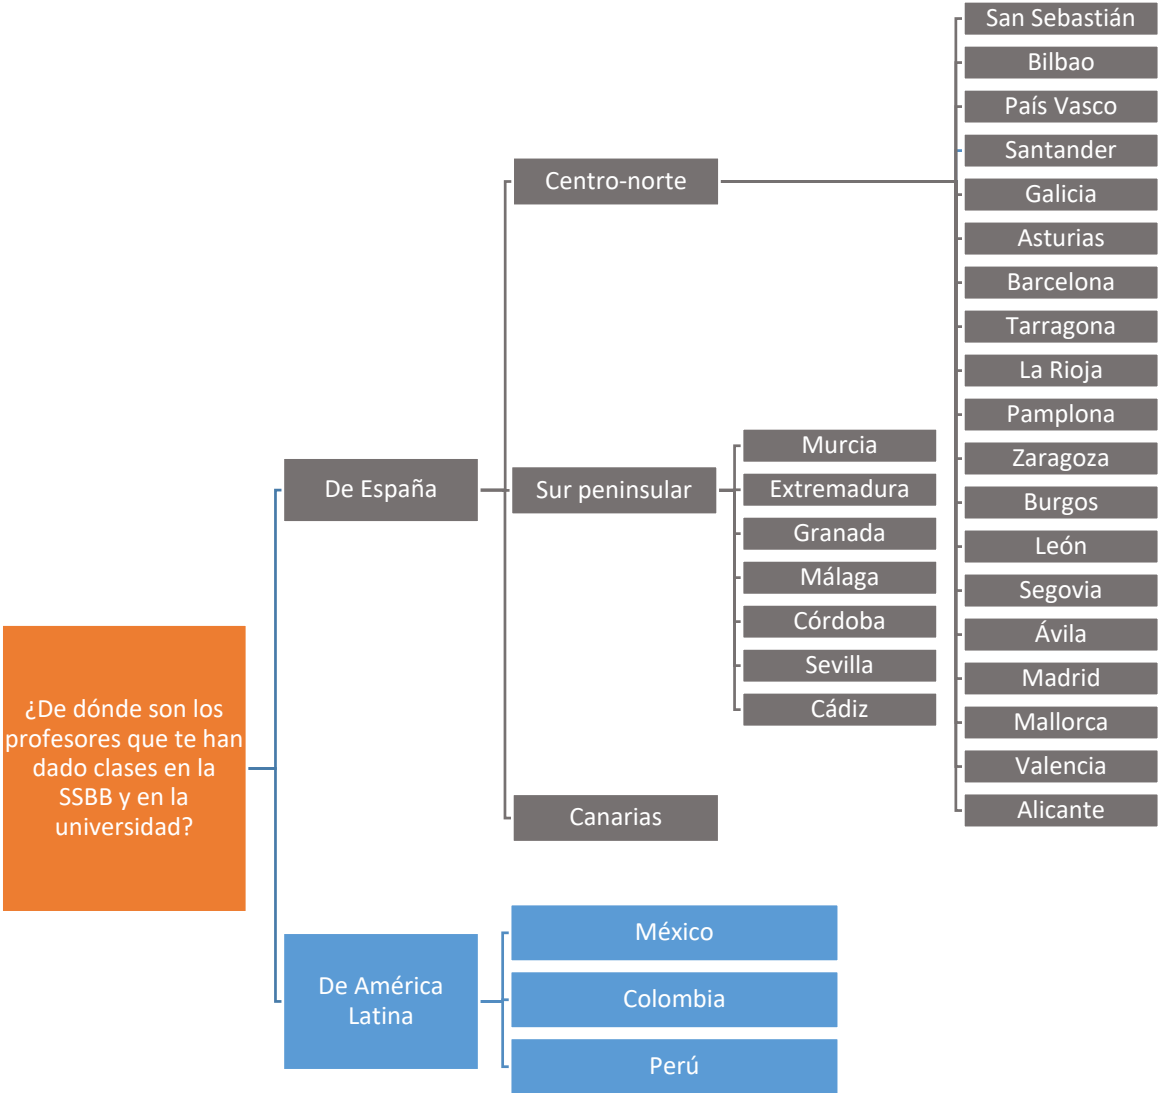 ¿De dónde son los
profesores que te han
dado clases en la
SSBB y en la
universidad?
De España
Centro-norte
San Sebastián
Bilbao
País Vasco
Santander
Galicia
Asturias
Barcelona
Tarragona
La Rioja
Pamplona
Zaragoza
Burgos
León
Segovia
Ávila
Madrid
Mallorca
Valencia
Alicante
Sur peninsular
Murcia
Extremadura
Granada
Málaga
Córdoba
Sevilla
Cádiz
Canarias
De América
Latina
México
Colombia
Perú